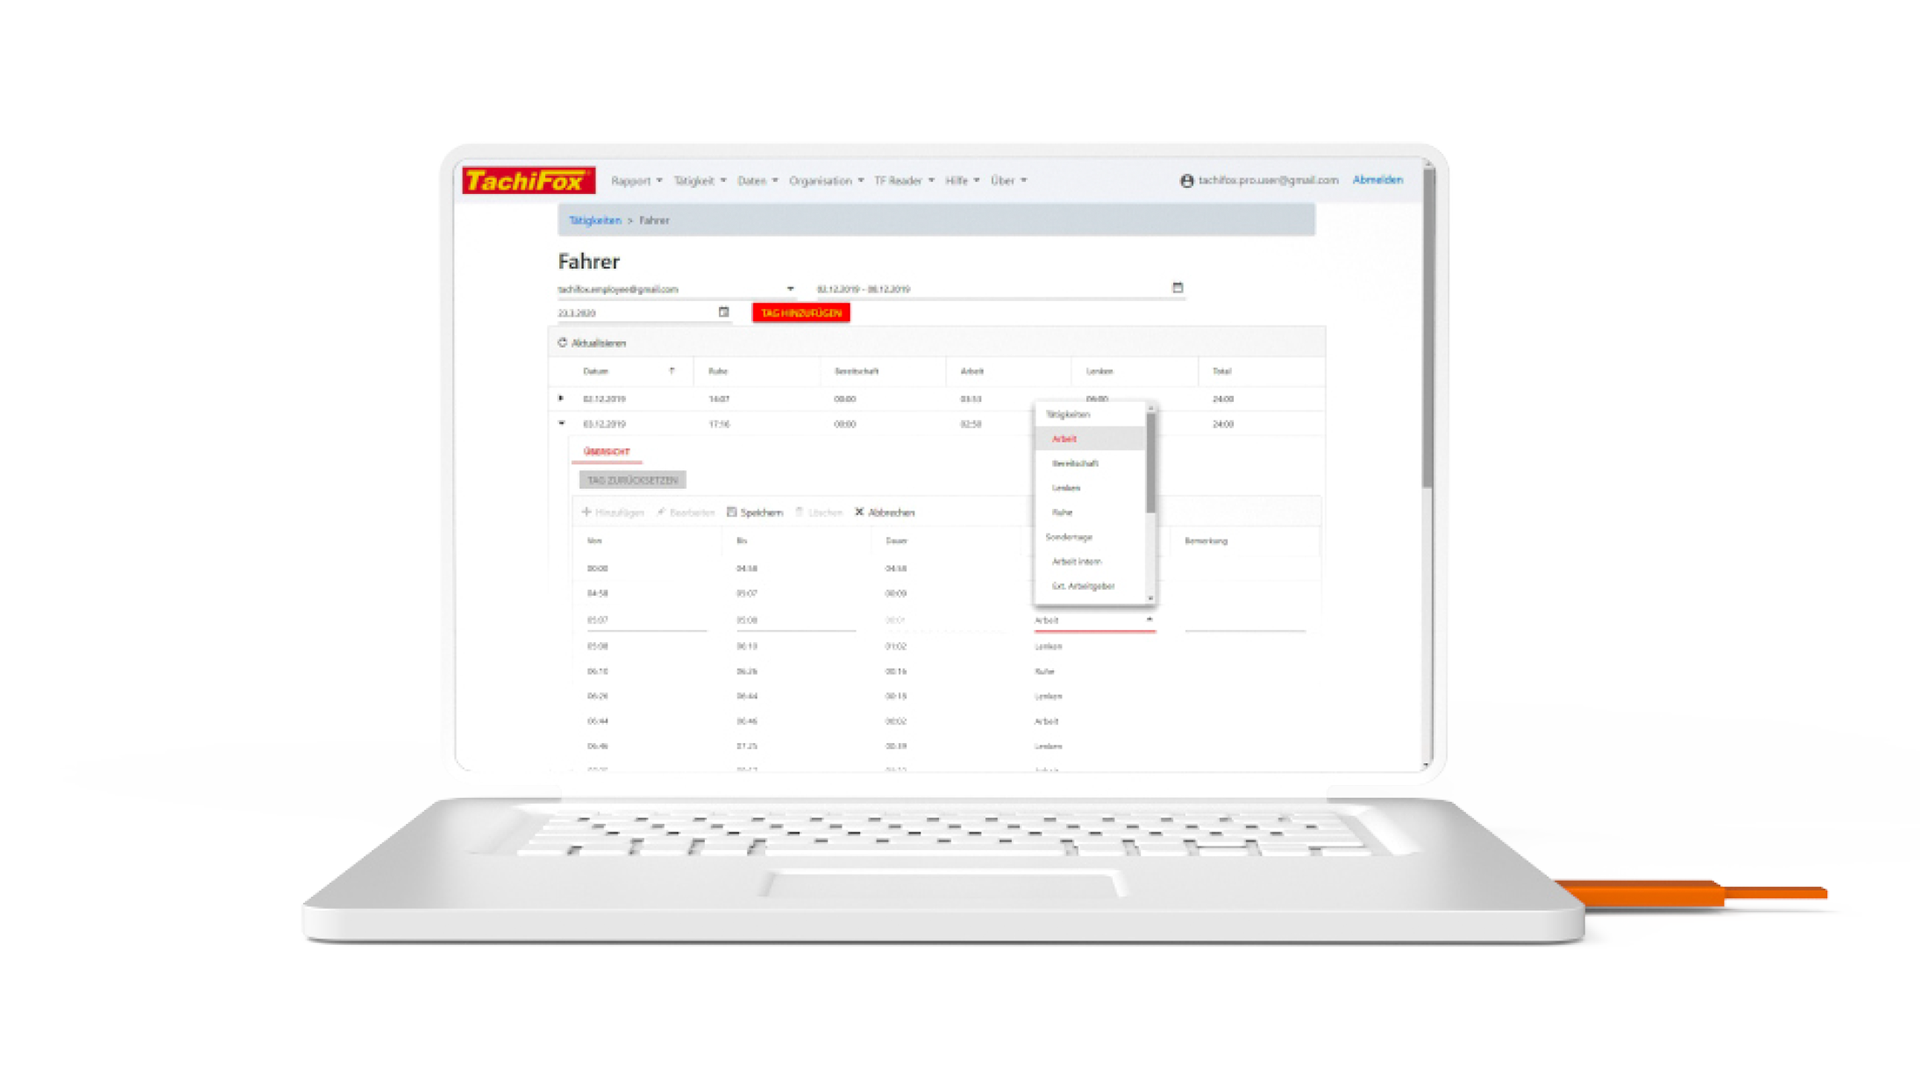 TachiFox Rapport Tätigkeit Daten Organisation TF Reader Hilfe Über tachifox.pro.user@gmail.com Abmelden
Tätigkeiten > Fahrer
Fahrer
tachifox.employee@gmail.com 02.12.2019 - 08.12.2019
23.3.2020 TAG HINZUFÜGEN
Aktualisieren
Datum Ruhe Bereitschaft Arbeit Lenken Total
02.12.2019 14:07 00:00 03:53 06:00 24:00
03.12.2019 17:16 00:00 02:50 24:00
Tätigkeiten
Arbeit
Bereitschaft
Lenken
Ruhe
Sondertage
Arbeit intern
Ext. Arbeitgeber
ÜBERSICHT
TAG ZURÜCKSETZEN
Hinzufügen Bearbeiten Speichern Löschen Abbrechen
Von Bis Dauer Bemerkung
00:00 04:58 04:58
04:58 05:07 00:09
05:07 05:08 00:01 Arbeit
05:08 06:10 01:02 Lenken
06:10 06:26 00:16 Ruhe
06:26 06:44 00:18 Lenken
06:44 06:46 00:02 Arbeit
06:46 07:25 00:39 Lenken